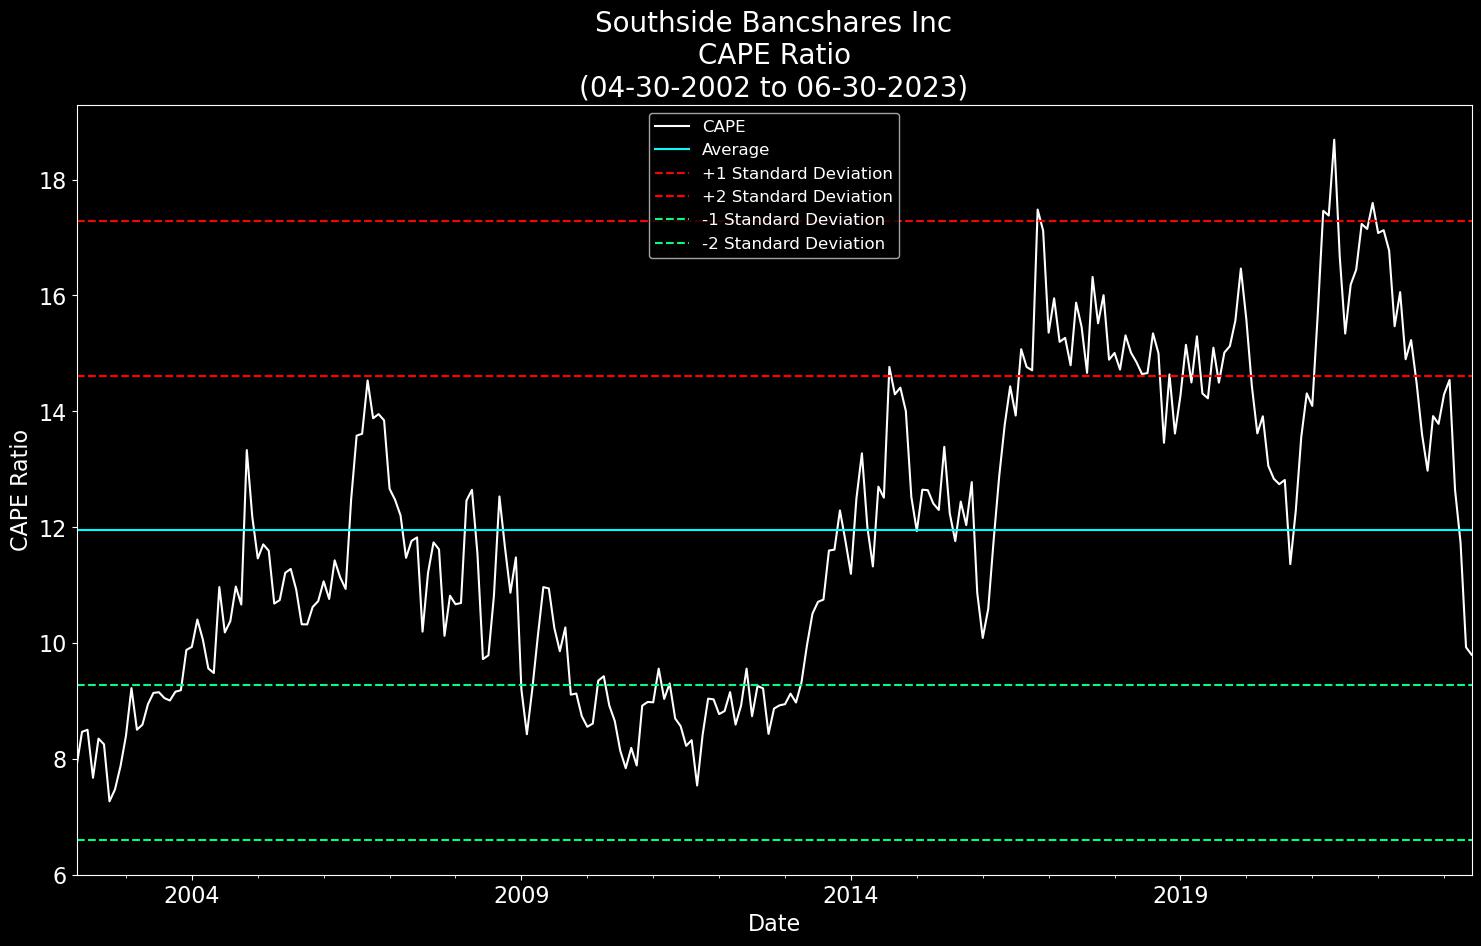 Southside Bancshares Inc
CAPE Ratio
(04-30-2002 to 06-30-2023)
CAPE
Average
+1 Standard Deviation
+2 Standard Deviation
-1 Standard Deviation
-2 Standard Deviation
CAPE Ratio
18
16
14
12
10
8
6
2004 2009 2014 2019
Date